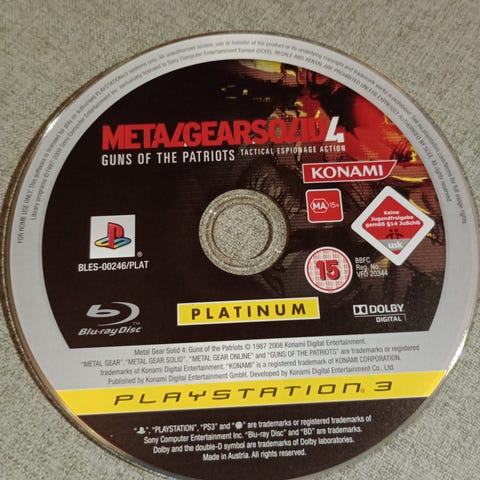 METAL GEAR SOLID 4
GUNS OF THE PATRIOTS TACTICAL ESPIONAGE ACTION
KONAMI
MA 15+
Keine
Jugendfreigabe
gemäß §14 JuSchG
usk
BLES-00246/PLAT
15
BBFC
Reg. No.
VFD 20344
Blu-ray Disc
PLATINUM
DOLBY
DIGITAL
Metal Gear Solid 4: Guns of the Patriots © 1987 2008 Konami Digital Entertainment.
"METAL GEAR", "METAL GEAR SOLID", "METAL GEAR ONLINE" and "GUNS OF THE PATRIOTS" are trademarks or registered
trademarks of Konami Digital Entertainment. "KONAMI" is a registered trademark of KONAMI CORPORATION.
Published by Konami Digital Entertainment GmbH. Developed by Konami Digital Entertainment Co., Ltd.
PLAYSTATION 3
"PLAYSTATION", "PS3" and are trademarks or registered trademarks of
Sony Computer Entertainment Inc. "Blu-ray Disc" and "BD" are trademarks.
Dolby and the double-D symbol are trademarks of Dolby laboratories.
Made in Austria. All rights reserved.
FOR HOME USE ONLY.